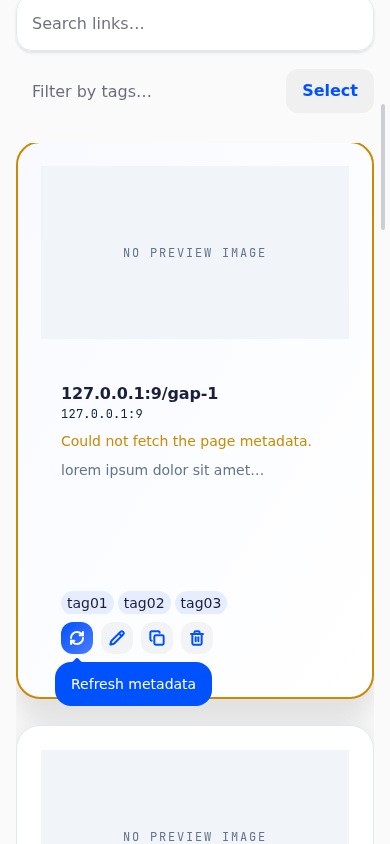 Search links...
Filter by tags...
Select
NO PREVIEW IMAGE
127.0.0.1:9/gap-1
127.0.0.1:9
Could not fetch the page metadata.
lorem ipsum dolor sit amet...
tag01 tag02 tag03
Refresh metadata
NO PREVIEW IMAGE